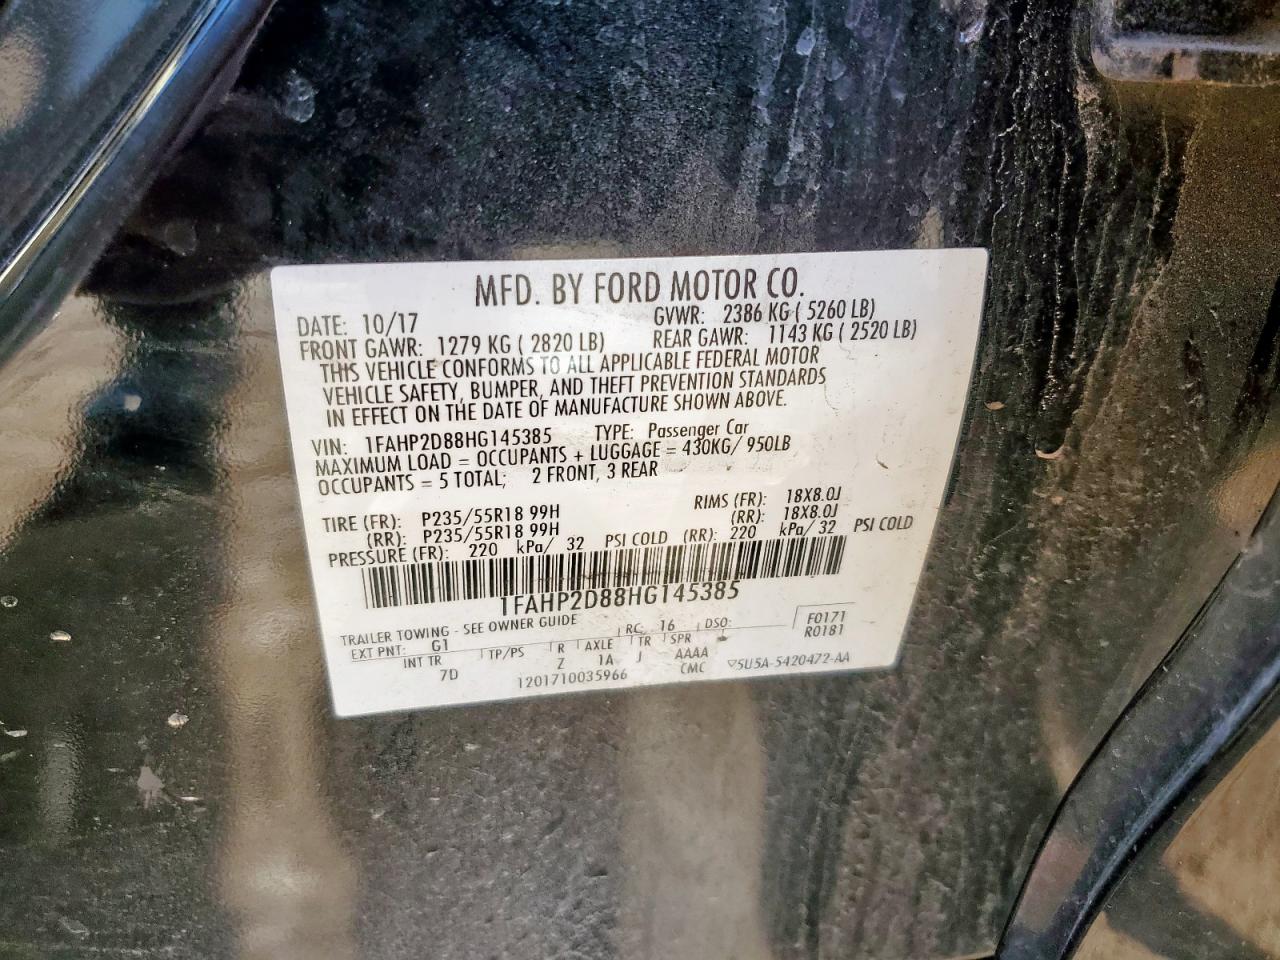 MFD. BY FORD MOTOR CO.
DATE: 10/17 GVWR: 2386 KG ( 5260 LB)
FRONT GAWR: 1279 KG ( 2820 LB) REAR GAWR: 1143 KG ( 2520 LB)
THIS VEHICLE CONFORMS TO ALL APPLICABLE FEDERAL MOTOR
VEHICLE SAFETY, BUMPER, AND THEFT PREVENTION STANDARDS
IN EFFECT ON THE DATE OF MANUFACTURE SHOWN ABOVE.
VIN: 1FAHP2D88HG145385 TYPE: Passenger Car
MAXIMUM LOAD = OCCUPANTS + LUGGAGE = 430KG/ 950LB
OCCUPANTS = 5 TOTAL; 2 FRONT, 3 REAR
TIRE (FR): P235/55R18 99H RIMS (FR): 18X8.0J
(RR): P235/55R18 99H (RR): 18X8.0J
PRESSURE (FR): 220 kPa/ 32 PSI COLD (RR): 220 kPa/ 32 PSI COLD
1FAHP2D88HG145385
TRAILER TOWING - SEE OWNER GUIDE
EXT PNT: G1 RC: 16 DSO: F0171
R0181
INT TR TP/PS R AXLE TR SPR
7D Z 1A J AAAA
1201710035966 CMC ▽5U5A-5420472-AA